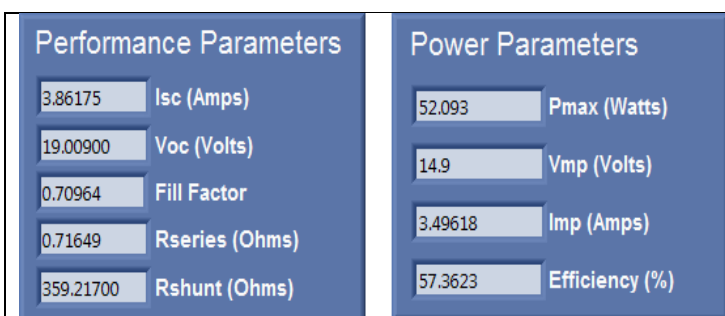 Performance Parameters
3.86175 Isc (Amps)
19.00900 Voc (Volts)
0.70964 Fill Factor
0.71649 Rseries (Ohms)
359.21700 Rshunt (Ohms)
Power Parameters
52.093 Pmax (Watts)
14.9 Vmp (Volts)
3.49618 Imp (Amps)
57.3623 Efficiency (%)